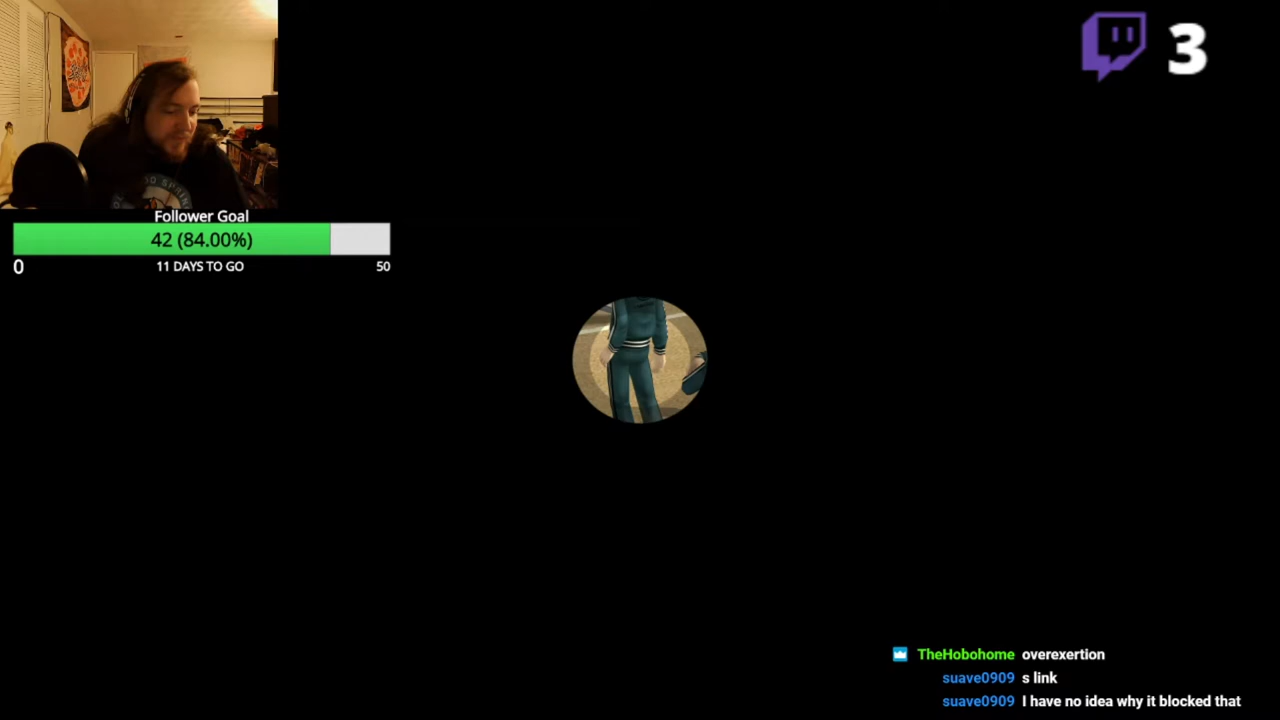 3
Follower Goal
42 (84.00%)
0 11 DAYS TO GO 50
TheHobohome overexertion
suave0909 s link
suave0909 I have no idea why it blocked that